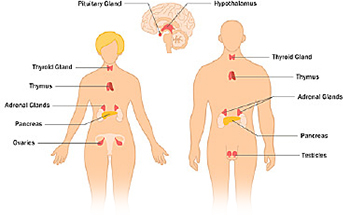 Pituitary Gland
Hypothalamus
Thyroid Gland
Thymus
Adrenal Glands
Pancreas
Ovaries
Thyroid Gland
Thymus
Adrenal Glands
Pancreas
Testicles